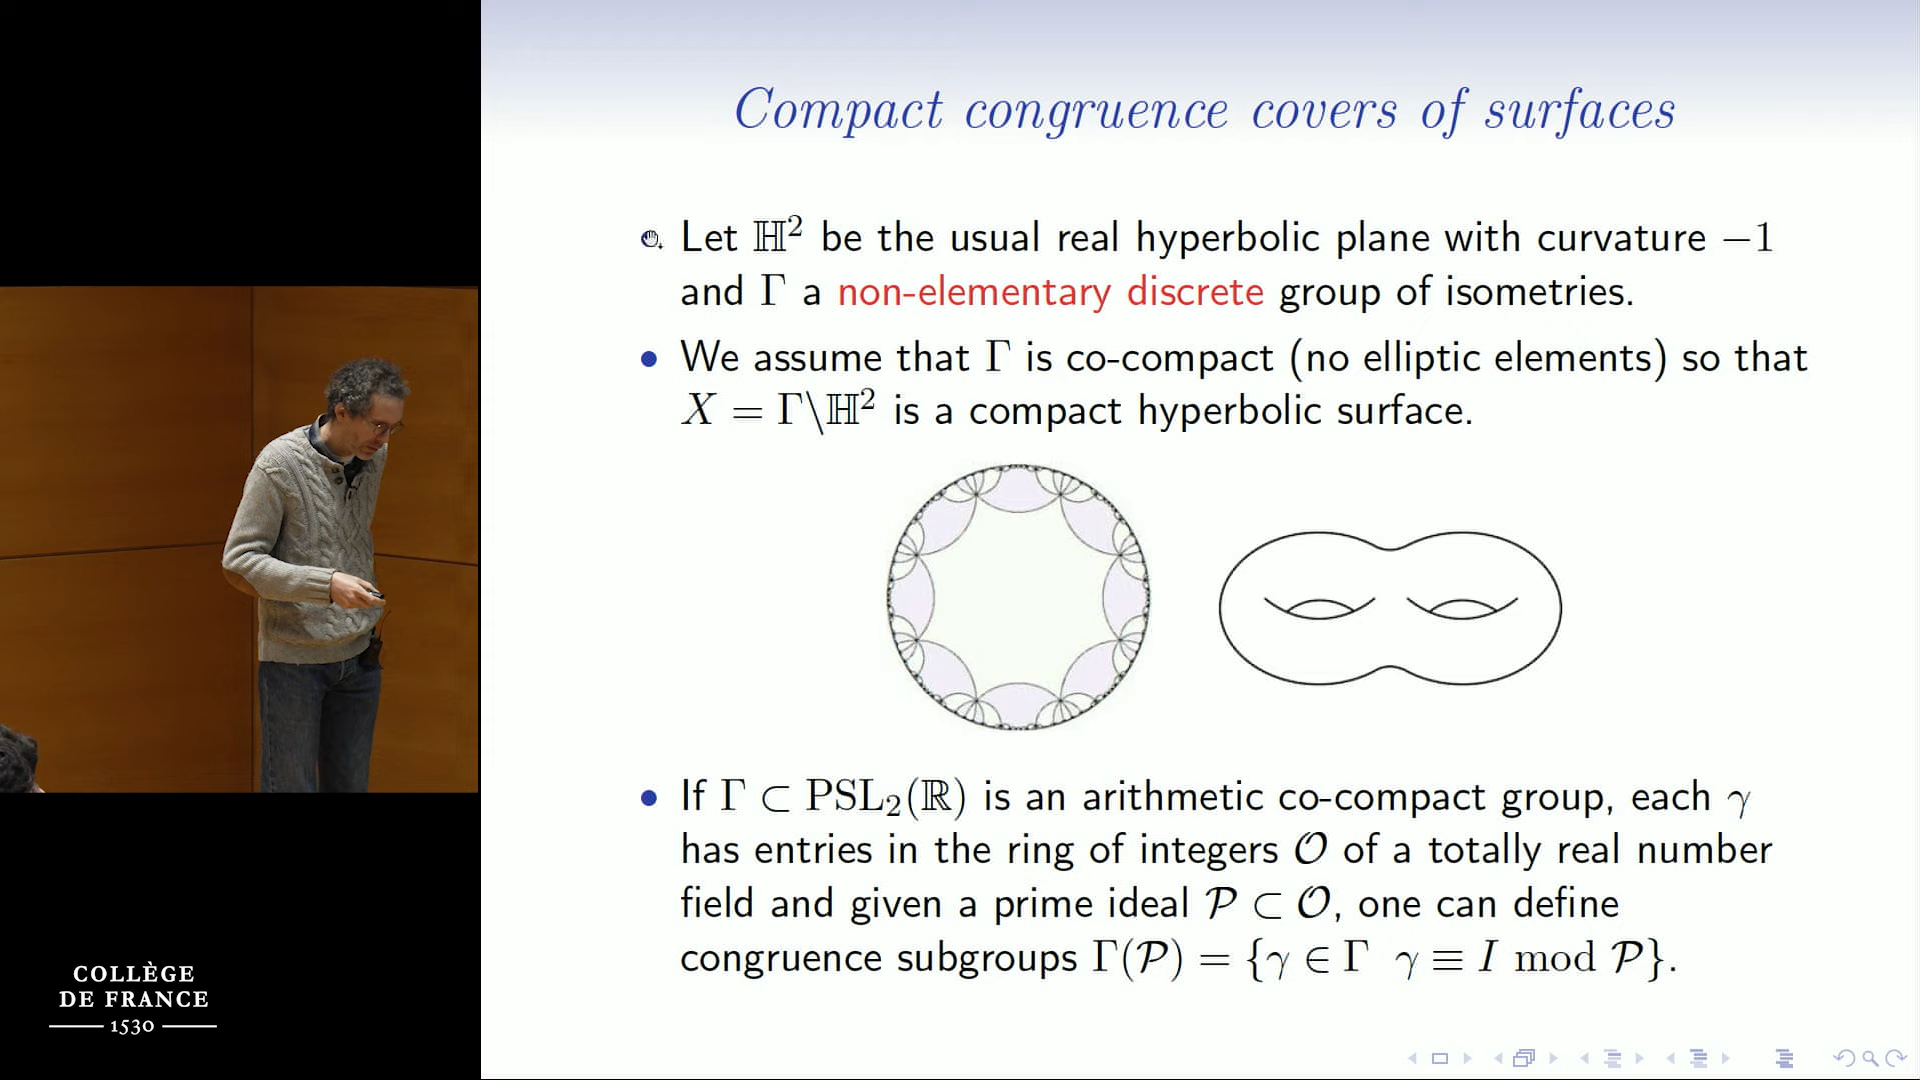 Compact congruence covers of surfaces
Let ℍ² be the usual real hyperbolic plane with curvature −1
and Γ a non-elementary discrete group of isometries.
• We assume that Γ is co-compact (no elliptic elements) so that
X = Γ\ℍ² is a compact hyperbolic surface.
• If Γ ⊂ PSL₂(ℝ) is an arithmetic co-compact group, each γ
has entries in the ring of integers 𝒪 of a totally real number
field and given a prime ideal 𝒫 ⊂ 𝒪, one can define
congruence subgroups Γ(𝒫) = {γ ∈ Γ γ ≡ I mod 𝒫}.
COLLÈGE
DE FRANCE
1530